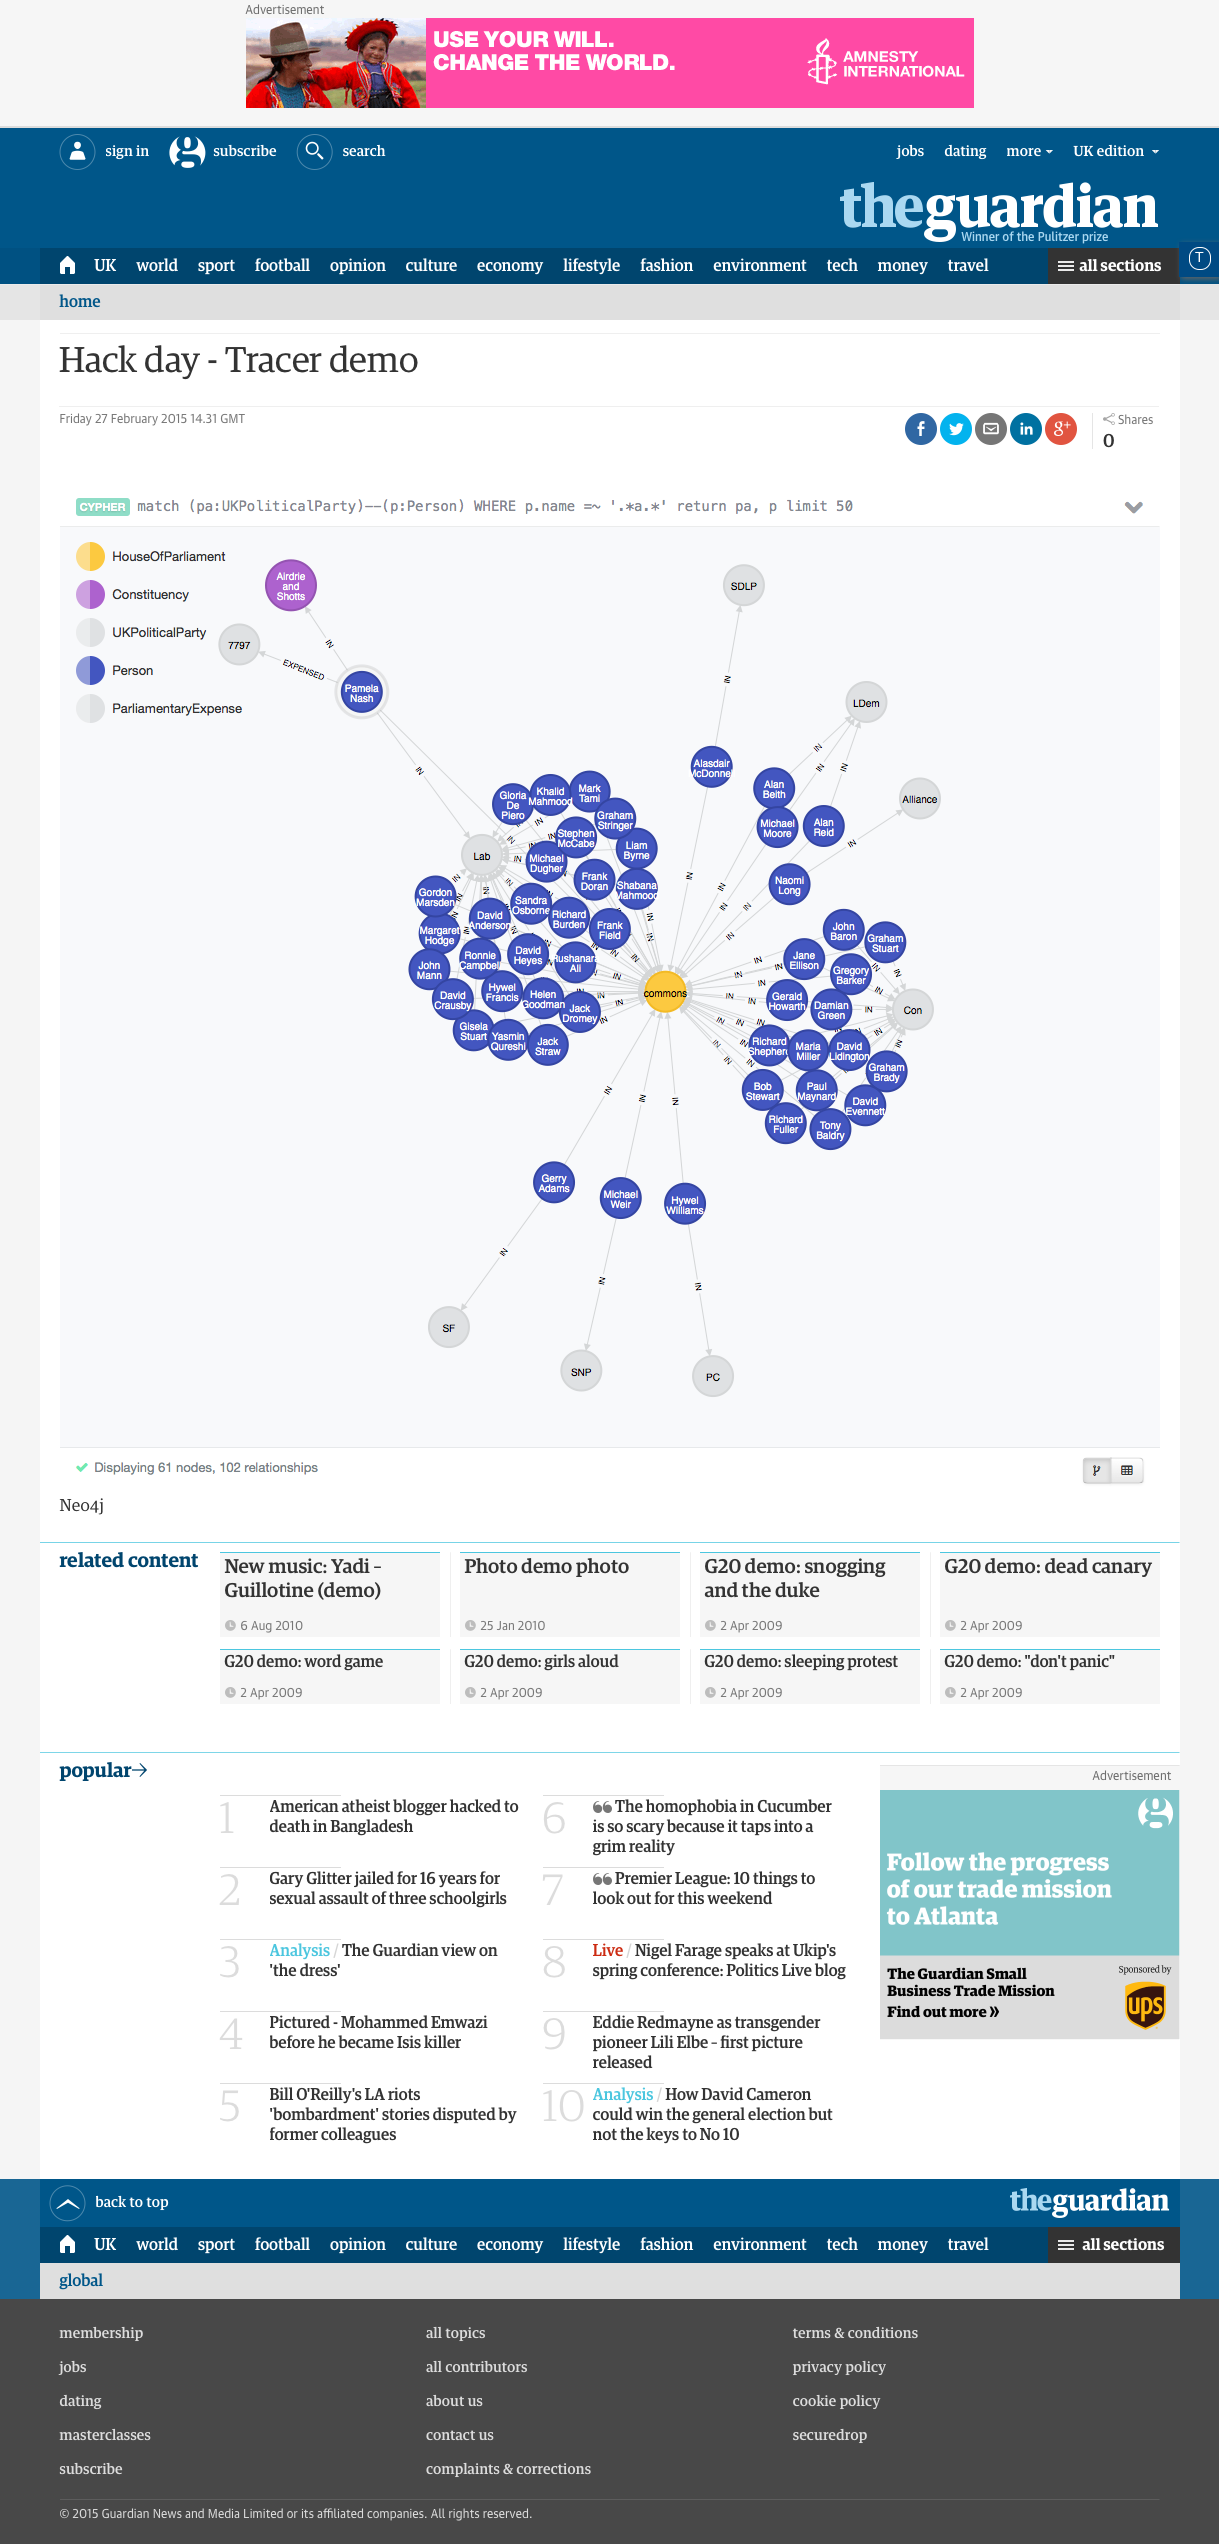 Advertisement
USE YOUR WILL.
CHANGE THE WORLD.
AMNESTY
INTERNATIONAL
sign in
subscribe
search
jobs
dating
more
UK edition
theguardian
Winner of the Pulitzer prize
UK world sport football opinion culture economy lifestyle fashion environment tech money travel
all sections
T
home
Hack day - Tracer demo
Friday 27 February 2015 14.31 GMT
Shares
0
CYPHER match (pa:UKPoliticalParty)--(p:Person) WHERE p.name =~ '.*a.*' return pa, p limit 50
HouseOfParliament
Constituency
UKPoliticalParty
Person
ParliamentaryExpense
Airdrie
and
Shotts
7797
IN
EXPENSED
Pamela
Nash
IN
SDLP
IN
LDem
Alasdair
McDonne
Alan
Beith
Michael
Moore
Alan
Reid
Alliance
Naomi
Long
Gloria
De
Piero
Khalid
Mahmood
Mark
Tami
Graham
Stringer
Stephen
McCabe
Liam
Byrne
Lab
Michael
Dugher
Frank
Doran
Shabana
Mahmood
Gordon
Marsden
Sandra
Osborne
David
Anderson
Richard
Burden
Frank
Field
Margaret
Hodge
David
Heyes
Ronnie
Campbel
Rushanara
Ali
John
Mann
Hywel
Francis
Helen
Goodman
David
Crausby
Jack
Dromey
Gisela
Stuart
Yasmin
Qureshi
Jack
Straw
commons
John
Baron
Graham
Stuart
Jane
Ellison
Gregory
Barker
Gerald
Howarth
Damian
Green
Con
Richard
Shepher
Maria
Miller
David
Lidington
Graham
Brady
Bob
Stewart
Paul
Maynard
David
Evennett
Richard
Fuller
Tony
Baldry
Gerry
Adams
Michael
Weir
Hywel
Williams
IN
IN
IN
SF
SNP
PC
Displaying 61 nodes, 102 relationships
Neo4j
related content
New music: Yadi –
Guillotine (demo)
6 Aug 2010
Photo demo photo
25 Jan 2010
G20 demo: snogging
and the duke
2 Apr 2009
G20 demo: dead canary
2 Apr 2009
G20 demo: word game
2 Apr 2009
G20 demo: girls aloud
2 Apr 2009
G20 demo: sleeping protest
2 Apr 2009
G20 demo: "don't panic"
2 Apr 2009
popular→
1 American atheist blogger hacked to
death in Bangladesh
2 Gary Glitter jailed for 16 years for
sexual assault of three schoolgirls
3 Analysis / The Guardian view on
'the dress'
4 Pictured - Mohammed Emwazi
before he became Isis killer
5 Bill O'Reilly's LA riots
'bombardment' stories disputed by
former colleagues
6 The homophobia in Cucumber
is so scary because it taps into a
grim reality
7 Premier League: 10 things to
look out for this weekend
8 Live / Nigel Farage speaks at Ukip's
spring conference: Politics Live blog
9 Eddie Redmayne as transgender
pioneer Lili Elbe – first picture
released
10 Analysis / How David Cameron
could win the general election but
not the keys to No 10
Advertisement
Follow the progress
of our trade mission
to Atlanta
The Guardian Small
Business Trade Mission
Find out more »
Sponsored by
ups
back to top
theguardian
UK world sport football opinion culture economy lifestyle fashion environment tech money travel
all sections
global
membership
jobs
dating
masterclasses
subscribe
all topics
all contributors
about us
contact us
complaints & corrections
terms & conditions
privacy policy
cookie policy
securedrop
© 2015 Guardian News and Media Limited or its affiliated companies. All rights reserved.